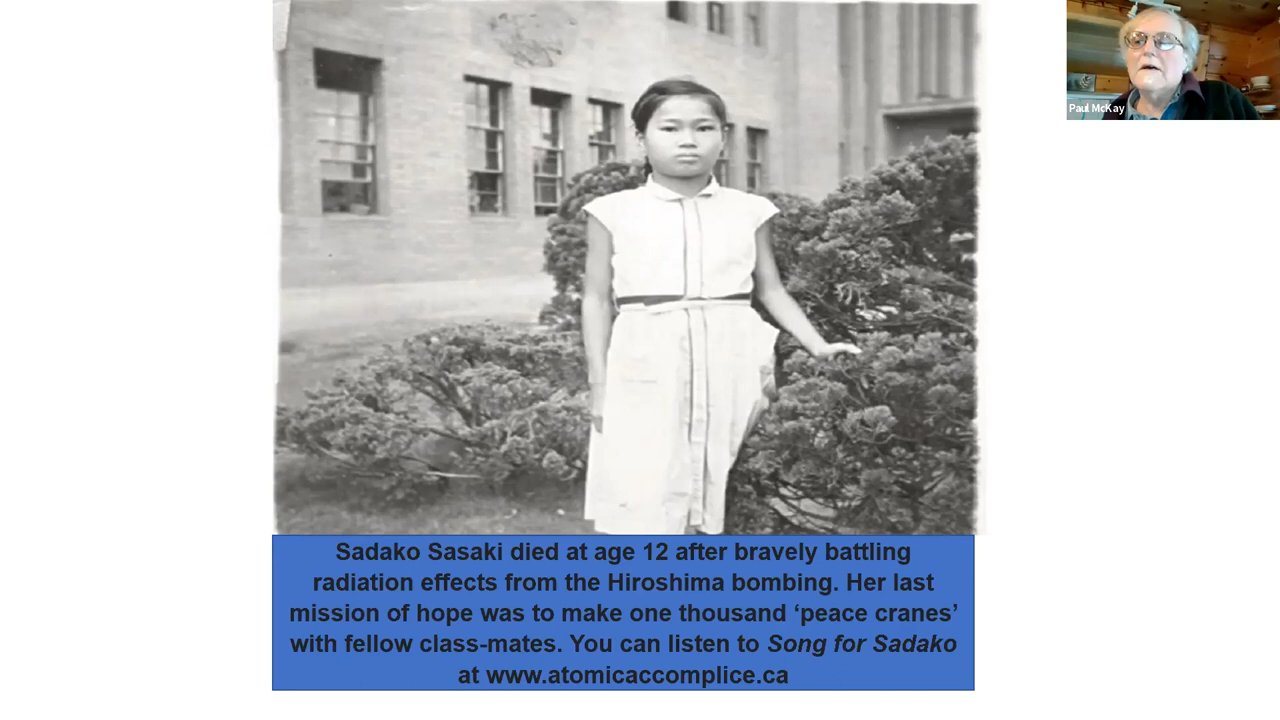 Paul McKay
Sadako Sasaki died at age 12 after bravely battling
radiation effects from the Hiroshima bombing. Her last
mission of hope was to make one thousand ‘peace cranes’
with fellow class-mates. You can listen to Song for Sadako
at www.atomicaccomplice.ca